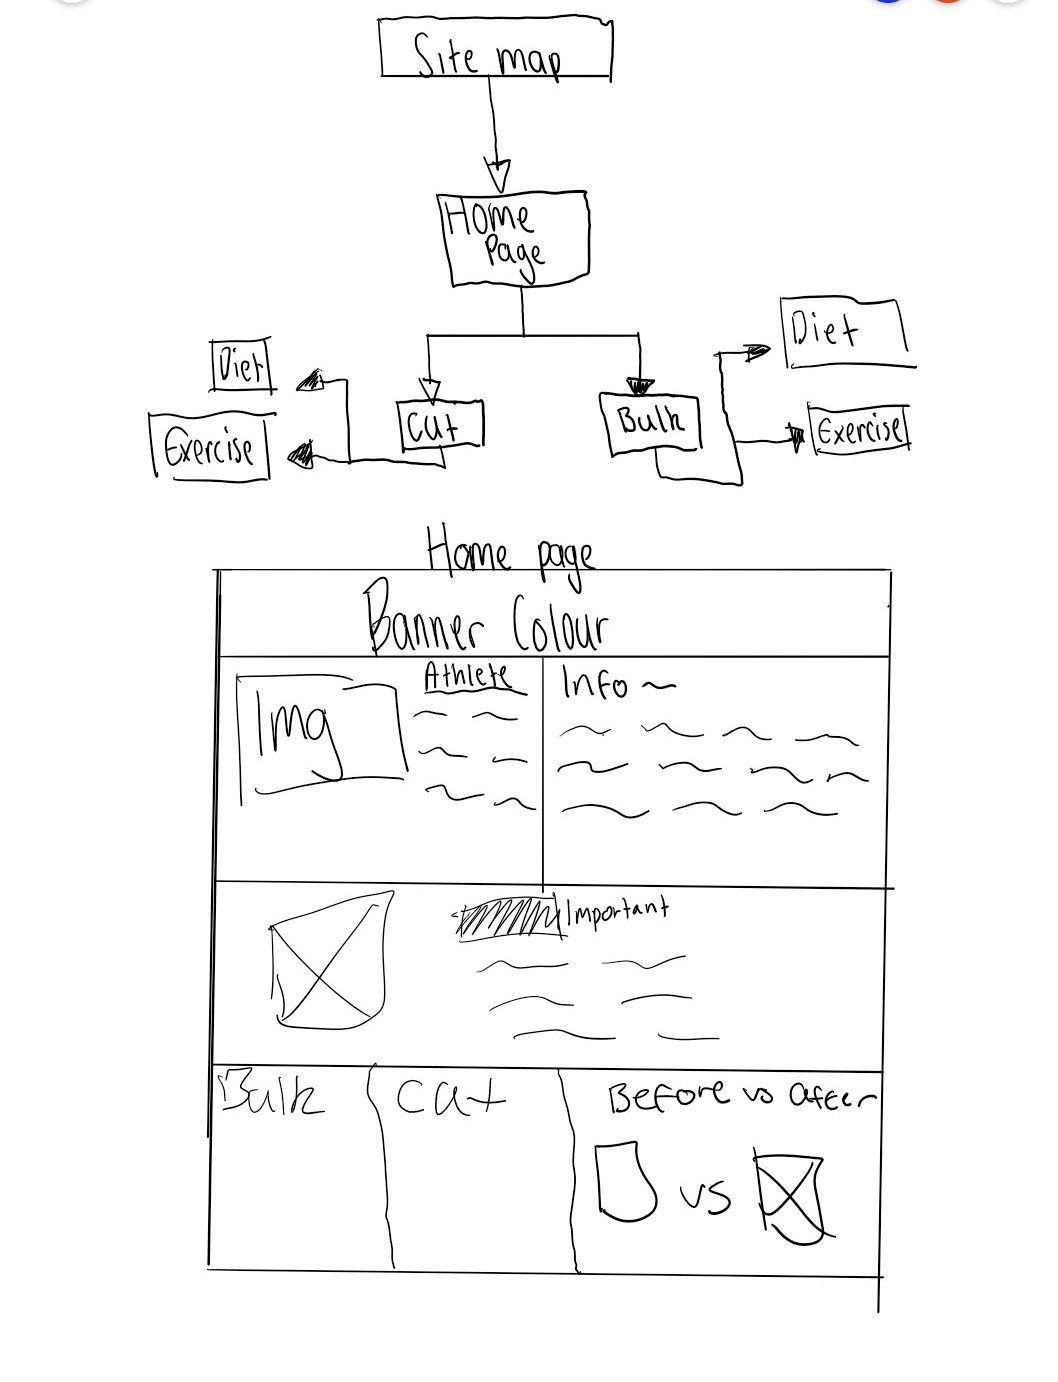 Site map
Home
Page
Diet
Diet
Cut
Bulk
Exercise
Exercise
Home page
Banner Colour
Img
Athlete
Info
Important
Bulk
Cut
Before vs After
vs